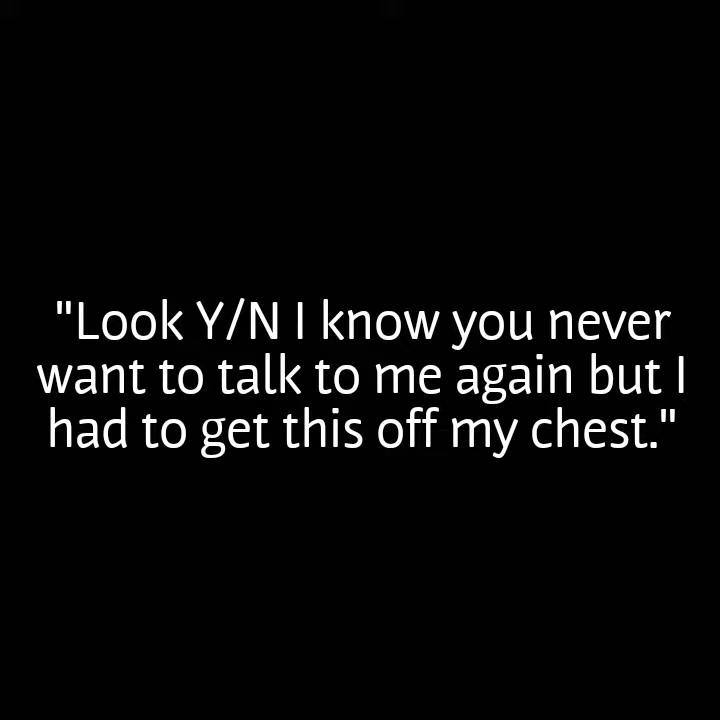 "Look Y/N I know you never
want to talk to me again but I
had to get this off my chest."